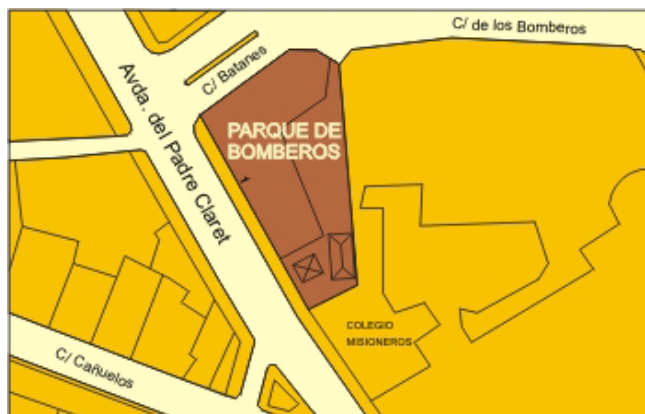 C/ de los Bomberos
C/ Batanes
Avda. del Padre Claret
PARQUE DE
BOMBEROS
1
COLEGIO
MISIONEROS
C/ Cañuelos